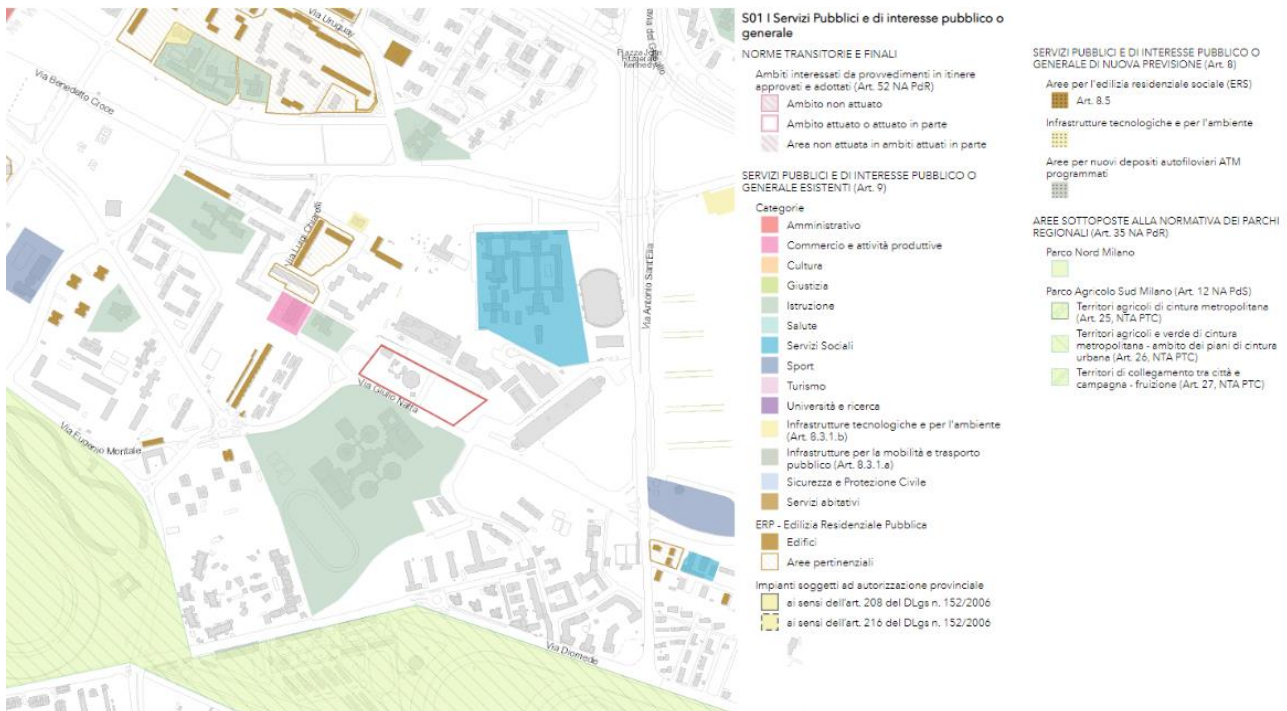 Via Uruguay
Via Benedetto Croce
Piazza John
Fitzgerald
Kennedy
Via Luigi Chiarelli
Via Antonio Sant'Elia
Via Giulio Natta
Via Eugenio Montale
Via Diomede
S01 I Servizi Pubblici e di interesse pubblico o
generale
NORME TRANSITORIE E FINALI
Ambiti interessati da provvedimenti in itinere
approvati e adottati (Art. 52 NA PdR)
Ambito non attuato
Ambito attuato o attuato in parte
Area non attuata in ambiti attuati in parte
SERVIZI PUBBLICI E DI INTERESSE PUBBLICO O
GENERALE ESISTENTI (Art. 9)
Categorie
Amministrativo
Commercio e attività produttive
Cultura
Giustizia
Istruzione
Salute
Servizi Sociali
Sport
Turismo
Università e ricerca
Infrastrutture tecnologiche e per l'ambiente
(Art. 8.3.1.b)
Infrastrutture per la mobilità e trasporto
pubblico (Art. 8.3.1.a)
Sicurezza e Protezione Civile
Servizi abitativi
ERP - Edilizia Residenziale Pubblica
Edifici
Aree pertinenziali
Impianti soggetti ad autorizzazione provinciale
ai sensi dell'art. 208 del DLgs n. 152/2006
ai sensi dell'art. 216 del DLgs n. 152/2006
SERVIZI PUBBLICI E DI INTERESSE PUBBLICO O
GENERALE DI NUOVA PREVISIONE (Art. 8)
Aree per l'edilizia residenziale sociale (ERS)
Art. 8.5
Infrastrutture tecnologiche e per l'ambiente
Aree per nuovi depositi autofiloviari ATM
programmati
AREE SOTTOPOSTE ALLA NORMATIVA DEI PARCHI
REGIONALI (Art. 35 NA PdR)
Parco Nord Milano
Parco Agricolo Sud Milano (Art. 12 NA PdS)
Territori agricoli di cintura metropolitana
(Art. 25, NTA PTC)
Territori agricoli e verde di cintura
metropolitana - ambito dei piani di cintura
urbana (Art. 26, NTA PTC)
Territori di collegamento tra città e
campagna - fruizione (Art. 27, NTA PTC)